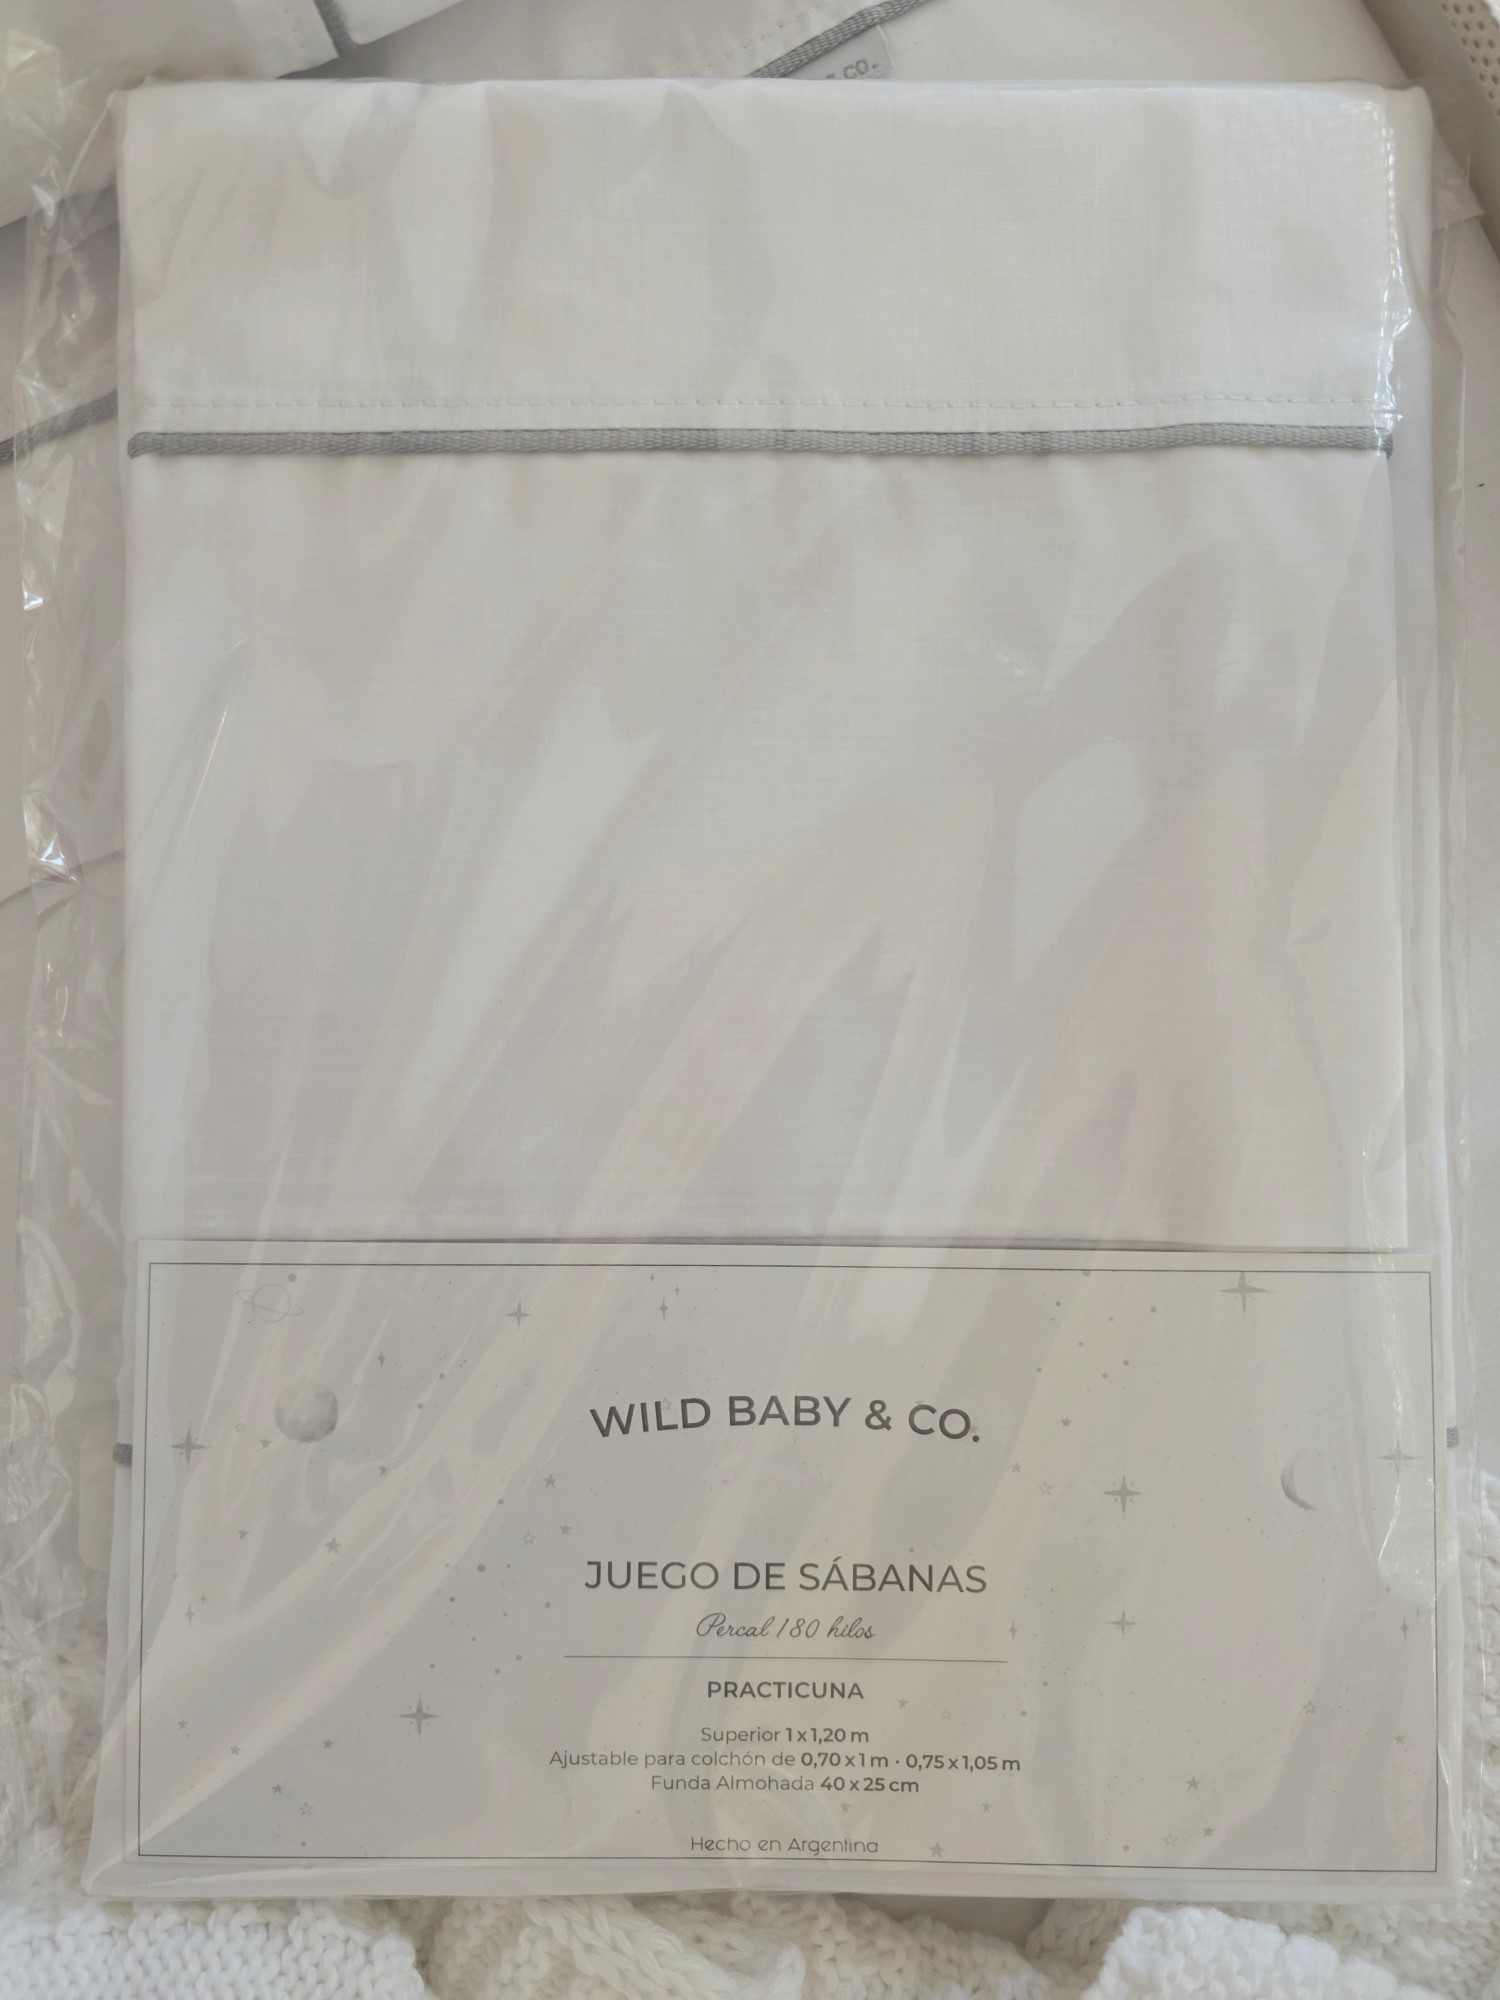 CO.
WILD BABY & CO.
JUEGO DE SÁBANAS
Percal 180 hilos
PRACTICUNA
Superior 1 x 1,20 m
Ajustable para colchón de 0,70 x 1 m · 0,75 x 1,05 m
Funda Almohada 40 x 25 cm
Hecho en Argentina